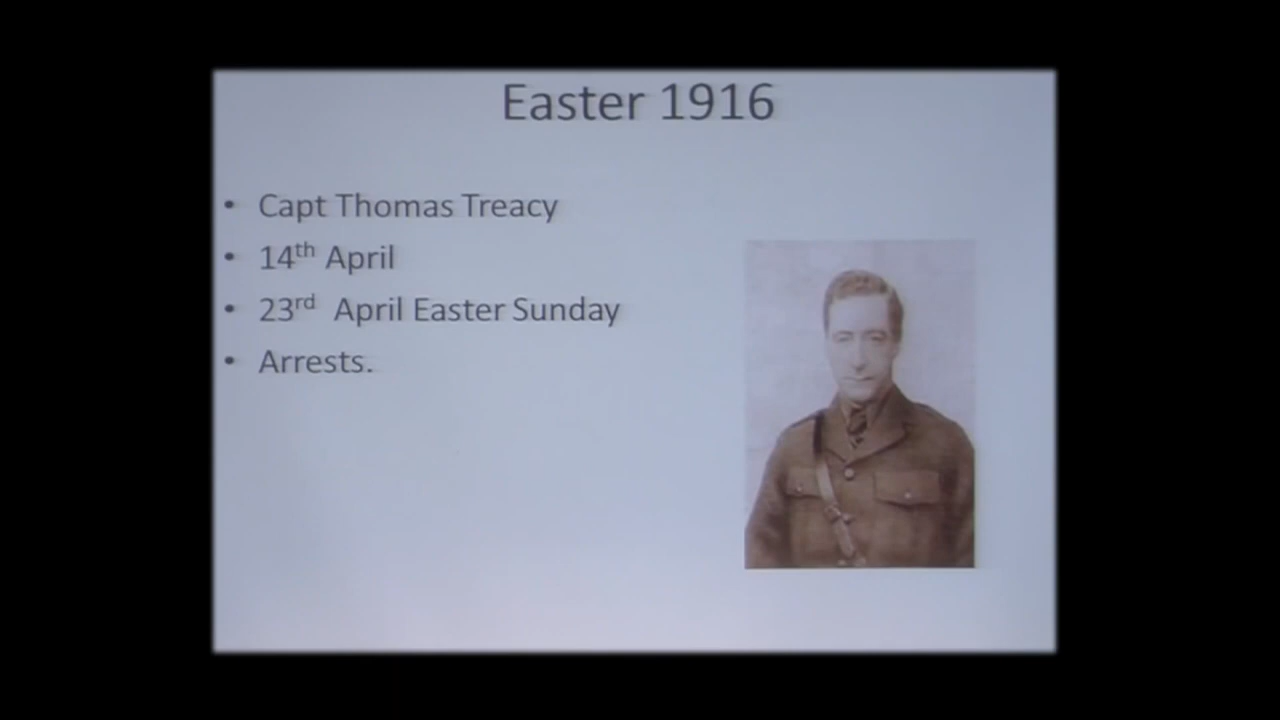 Easter 1916
• Capt Thomas Treacy
• 14th April
• 23rd April Easter Sunday
• Arrests.